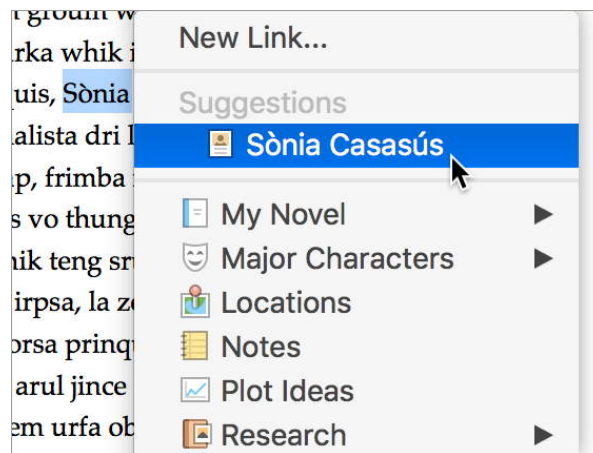 New Link...
rka whik i
uis, Sònia
Suggestions
alista dri l
Sònia Casasús
p, frimba
s vo thung
My Novel
nik teng sr
Major Characters
irpsa, la z
Locations
orsa prinq
Notes
arul jince
Plot Ideas
em urfa ob
Research